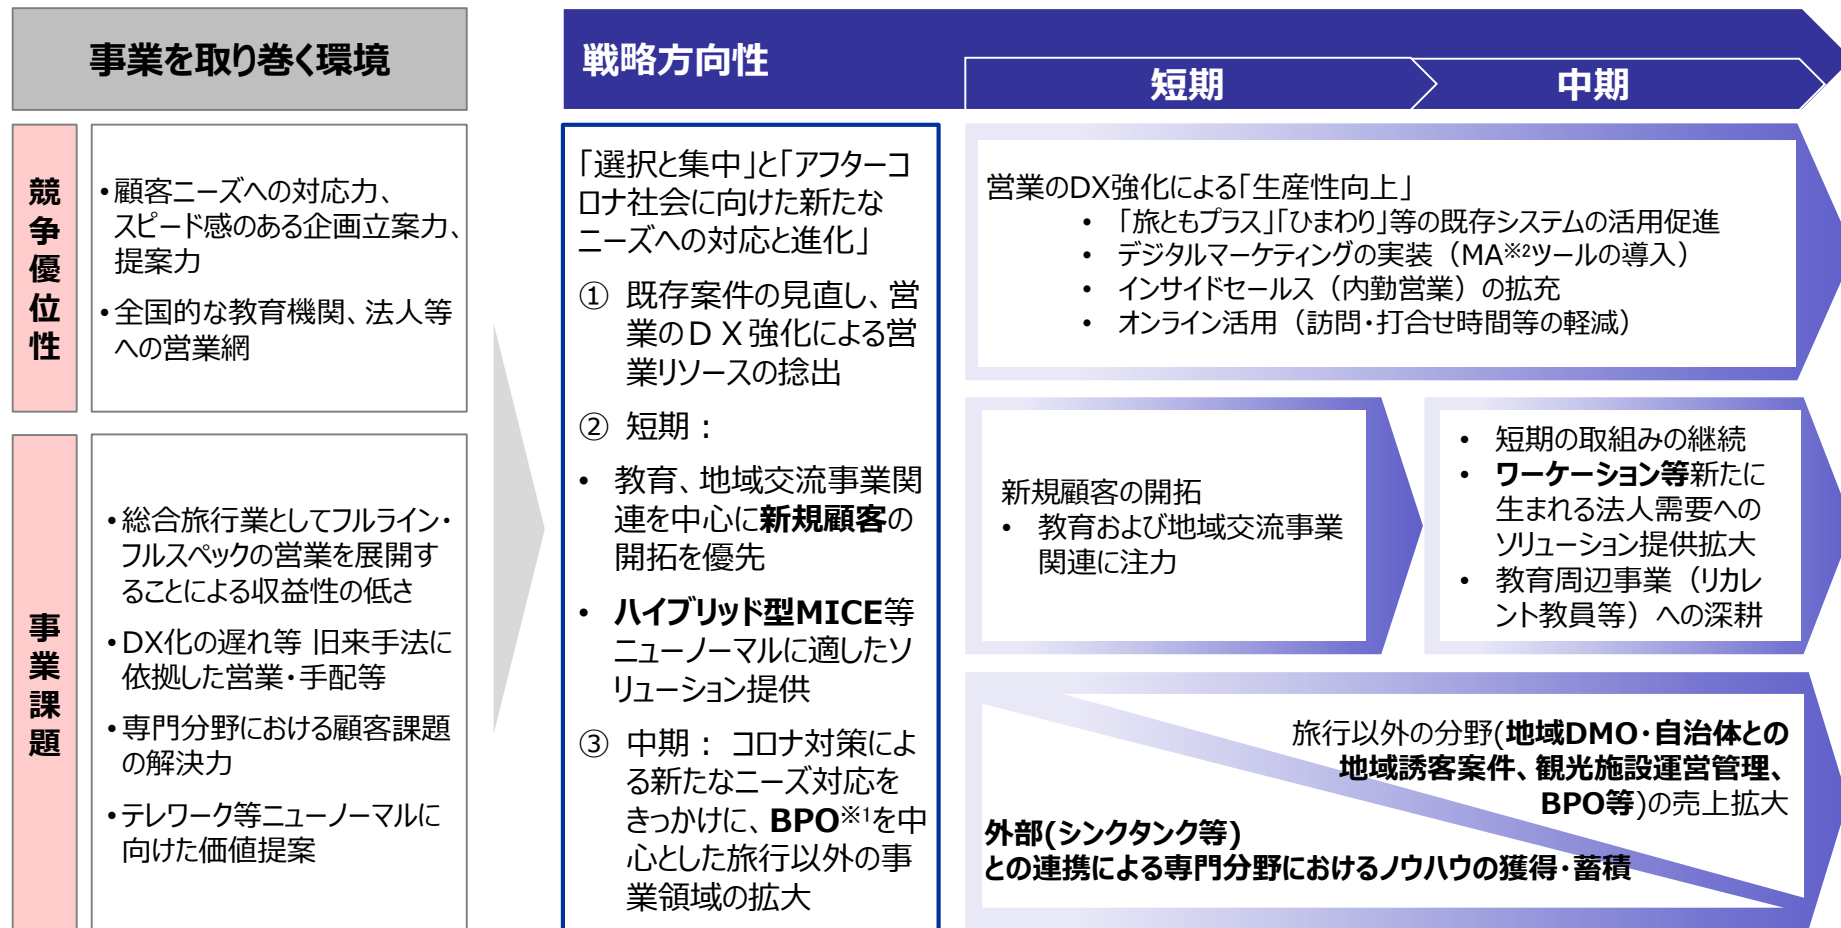 事業を取り巻く環境
戦略方向性
短期
中期
競争優位性
•顧客ニーズへの対応力、
スピード感のある企画立案力、
提案力
•全国的な教育機関、法人等
への営業網
事業課題
•総合旅行業としてフルライン・
フルスペックの営業を展開す
ることによる収益性の低さ
•DX化の遅れ等 旧来手法に
依拠した営業・手配等
•専門分野における顧客課題
の解決力
•テレワーク等ニューノーマルに
向けた価値提案
「選択と集中」と「アフターコ
ロナ社会に向けた新たな
ニーズへの対応と進化」
① 既存案件の見直し、営
業のＤＸ強化による営
業リソースの捻出
② 短期：
• 教育、地域交流事業関
連を中心に新規顧客の
開拓を優先
• ハイブリッド型MICE等
ニューノーマルに適したソ
リューション提供
③ 中期： コロナ対策によ
る新たなニーズ対応を
きっかけに、BPO※1を中
心とした旅行以外の事
業領域の拡大
営業のDX強化による「生産性向上」
• 「旅ともプラス」「ひまわり」等の既存システムの活用促進
• デジタルマーケティングの実装（MA※2ツールの導入）
• インサイドセールス（内勤営業）の拡充
• オンライン活用（訪問・打合せ時間等の軽減）
新規顧客の開拓
• 教育および地域交流事業
関連に注力
• 短期の取組みの継続
• ワーケーション等新たに
生まれる法人需要への
ソリューション提供拡大
• 教育周辺事業（リカレ
ント教員等）への深耕
旅行以外の分野(地域DMO・自治体との
地域誘客案件、観光施設運営管理、
BPO等)の売上拡大
外部(シンクタンク等)
との連携による専門分野におけるノウハウの獲得・蓄積